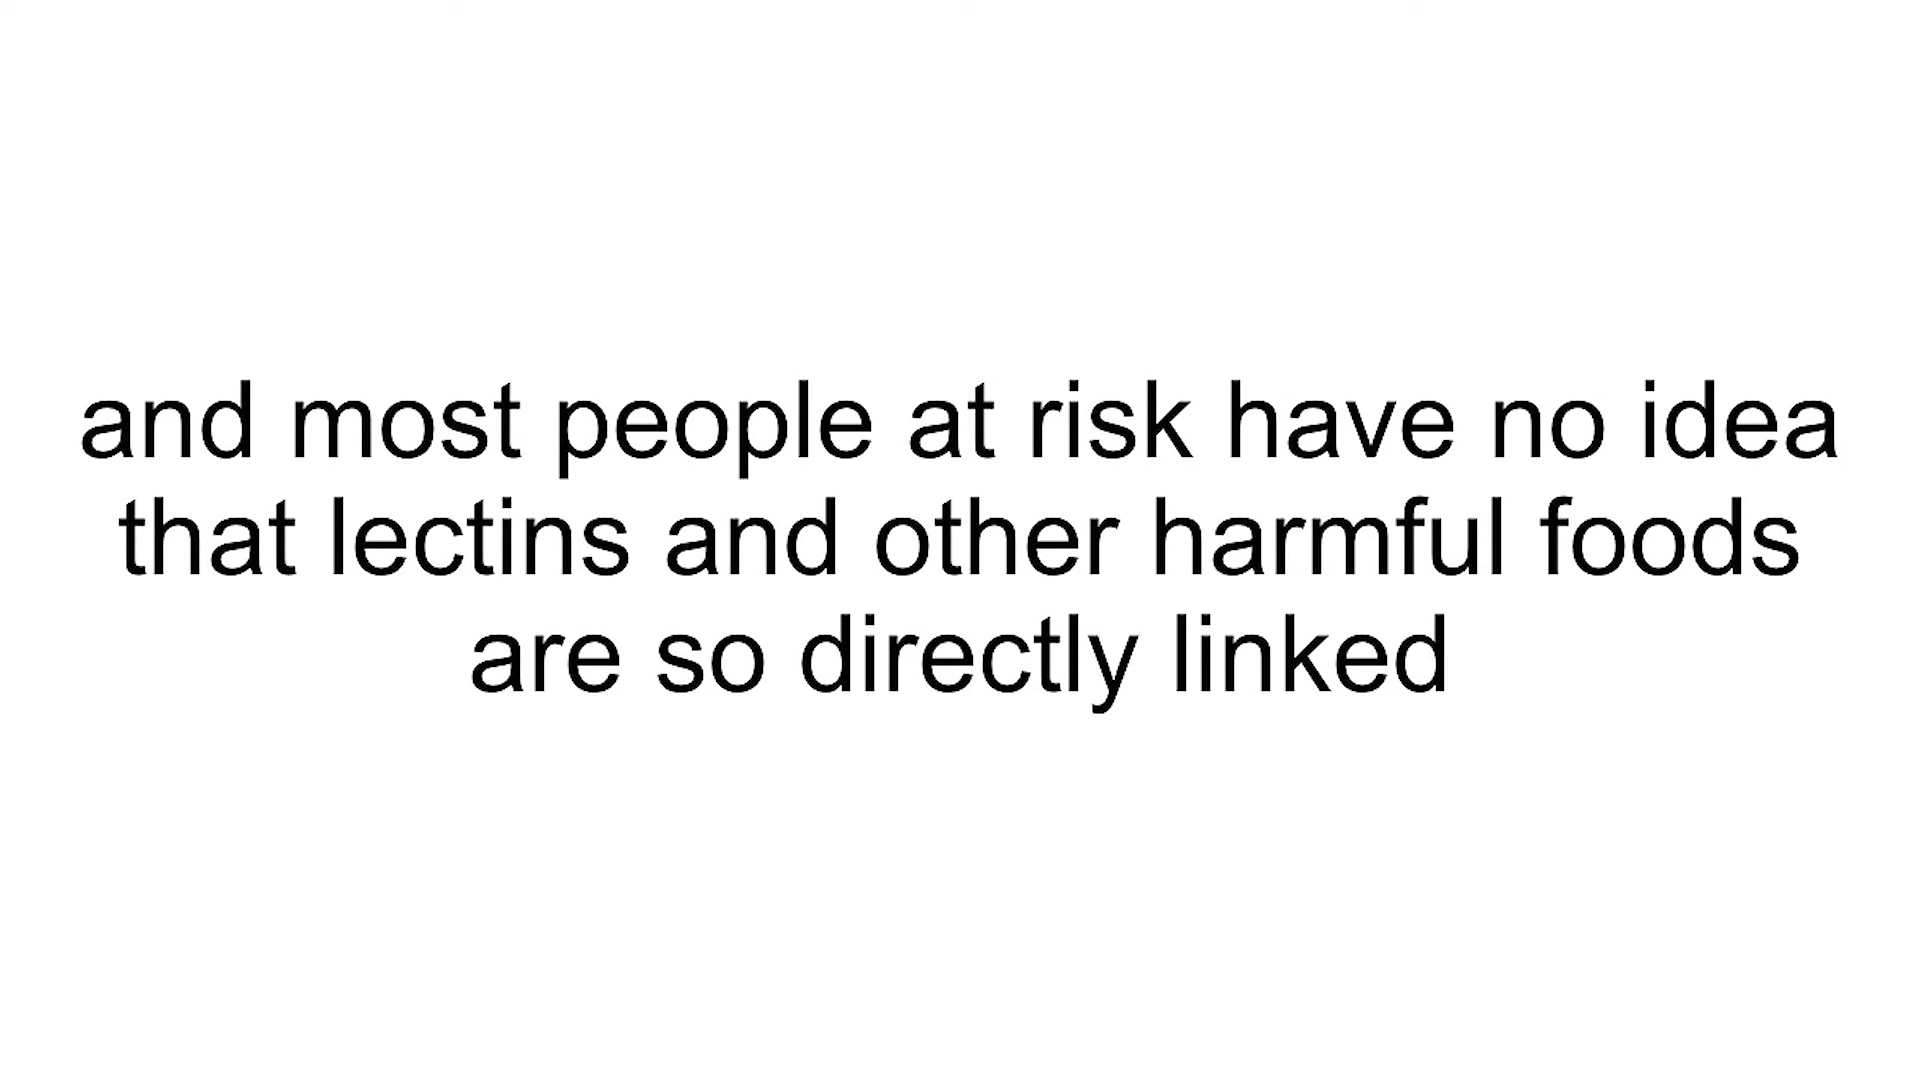 and most people at risk have no idea
that lectins and other harmful foods
are so directly linked